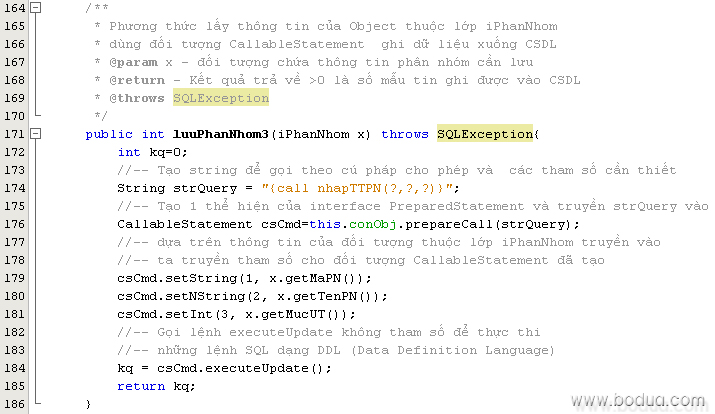 164 /**
165 * Phương thức lấy thông tin của Object thuộc lớp iPhanNhom
166 * dùng đối tượng CallableStatement  ghi dữ liệu xuống CSDL
167 * @param x - đối tượng chứa thông tin phân nhóm cần lưu
168 * @return - Kết quả trả về >0 là số mẫu tin ghi được vào CSDL
169 * @throws SQLException
170 */
171 public int luuPhanNhom3(iPhanNhom x) throws SQLException{
172 int kq=0;
173 //-- Tạo string để gọi theo cú pháp cho phép và  các tham số cần thiết
174 String strQuery = "{call nhapTTPN(?,?,?)}";
175 //-- Tạo 1 thể hiện của interface PreparedStatement và truyền strQuery vào
176 CallableStatement csCmd=this.conObj.prepareCall(strQuery);
177 //-- dựa trên thông tin của đối tượng thuộc lớp iPhanNhom truyền vào
178 //-- ta truyền tham số cho đối tượng CallableStatement đã tạo
179 csCmd.setString(1, x.getMaPN());
180 csCmd.setNString(2, x.getTenPN());
181 csCmd.setInt(3, x.getMucUT());
182 //-- Gọi lệnh executeUpdate không tham số để thực thi
183 //-- những lệnh SQL dạng DDL (Data Definition Language)
184 kq = csCmd.executeUpdate();
185 return kq;
186 }
www.bodua.com